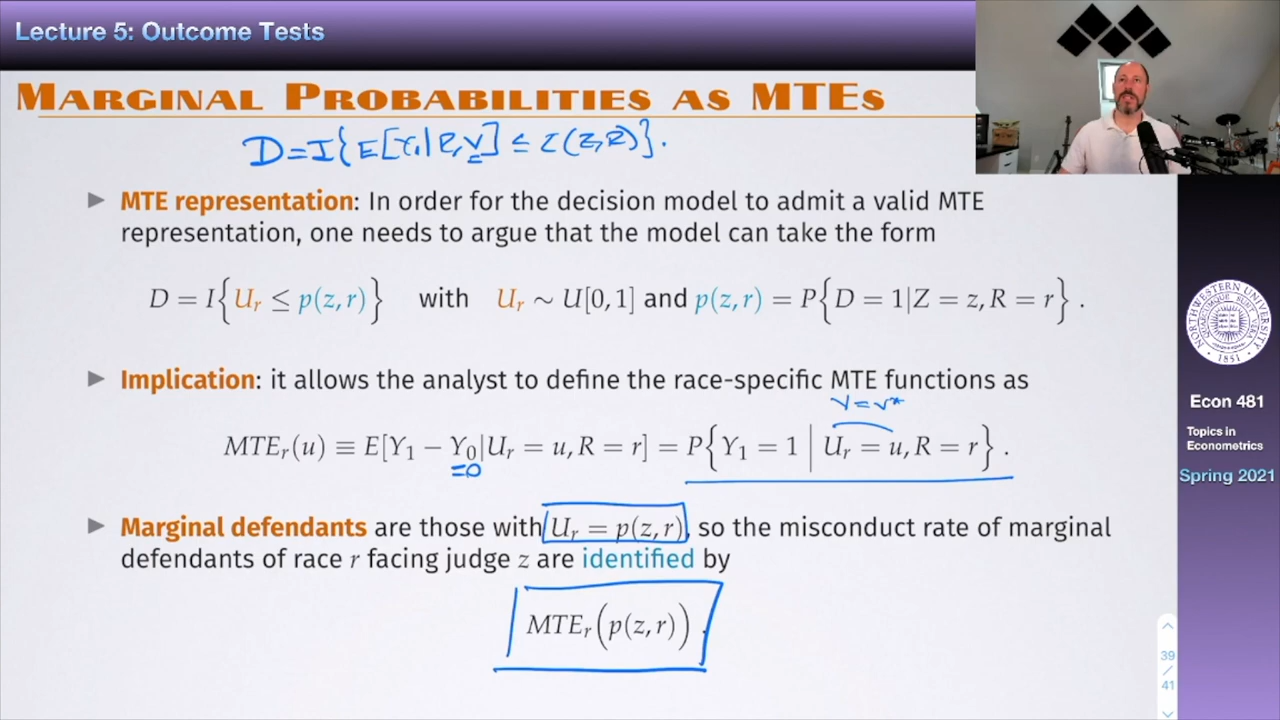 Lecture 5: Outcome Tests
MARGINAL PROBABILITIES AS MTES
D = I{E[Y₁|R,V] ≤ τ(Z,R)}.
▶ MTE representation: In order for the decision model to admit a valid MTE
representation, one needs to argue that the model can take the form
D = I{Uᵣ ≤ p(z, r)} with Uᵣ ∼ U[0, 1] and p(z, r) = P{D = 1|Z = z, R = r} .
▶ Implication: it allows the analyst to define the race-specific MTE functions as
V = v*
MTEᵣ(u) ≡ E[Y₁ − Y₀|Uᵣ = u, R = r] = P{Y₁ = 1 | Uᵣ = u, R = r} .
=0
▶ Marginal defendants are those with Uᵣ = p(z, r), so the misconduct rate of marginal
defendants of race r facing judge z are identified by
MTEᵣ(p(z, r)) .
NORTHWESTERN UNIVERSITY
1851
Econ 481
Topics in
Econometrics
Spring 2021
39
/
41